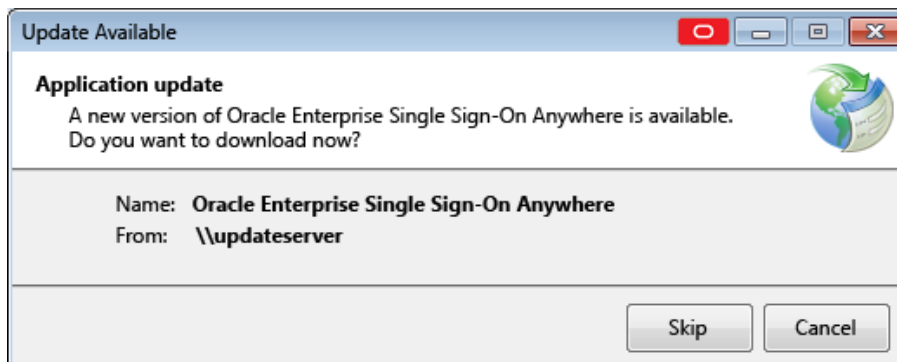 Update Available
Application update
A new version of Oracle Enterprise Single Sign-On Anywhere is available.
Do you want to download now?
Name: Oracle Enterprise Single Sign-On Anywhere
From: \\updateserver
Skip
Cancel